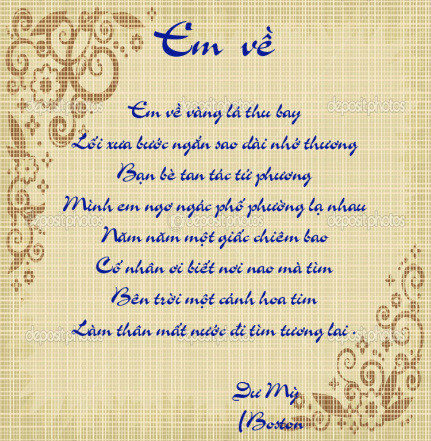 Em về
Em về vàng lá thu bay
Lối xưa bước ngắn sao dài nhớ thương
Bạn bè tan tác tứ phương
Mình em ngơ ngác phố phường lạ nhau
Năm năm một giấc chiêm bao
Cố nhân ơi biết nơi nao mà tìm
Bên trời một cánh hoa tim
Làm thân mất nước đi tìm tương lai .
Dư Mỳ
(Boston
depositphotos